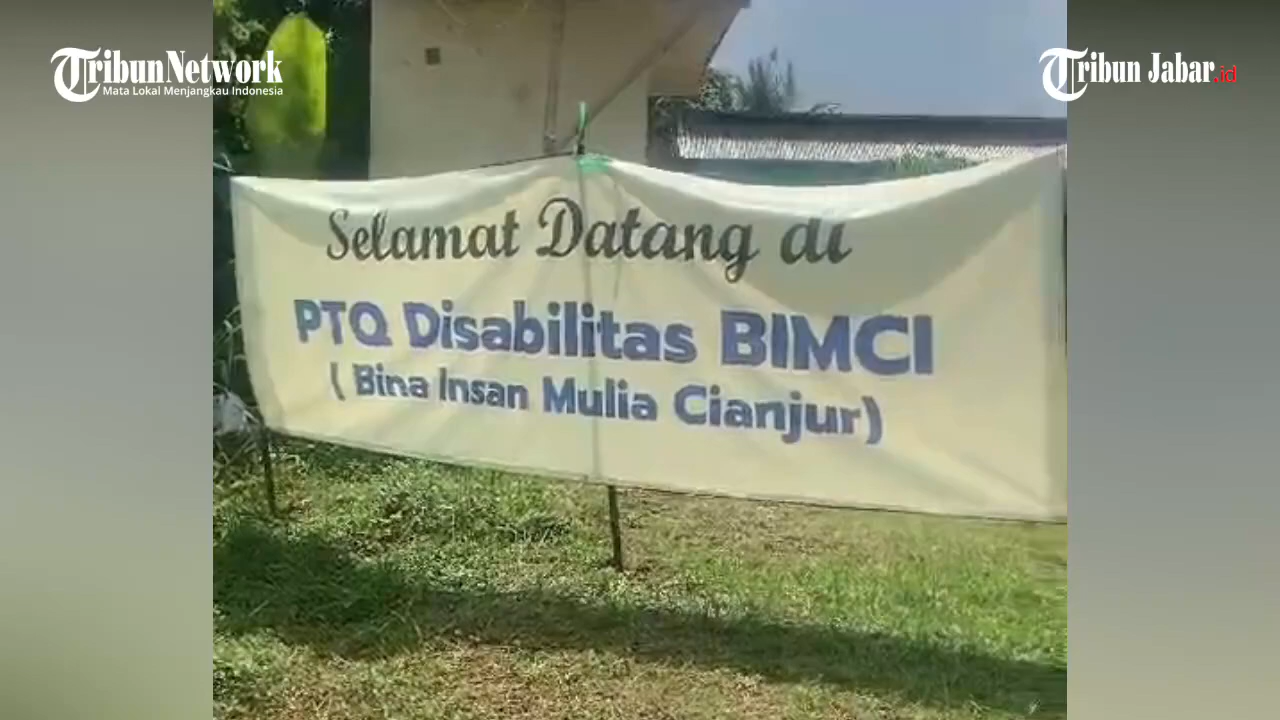 TribunNetwork
Mata Lokal Menjangkau Indonesia
Tribun Jabar.id
Selamat Datang di
PTQ Disabilitas BIMCI
( Bina Insan Mulia Cianjur)